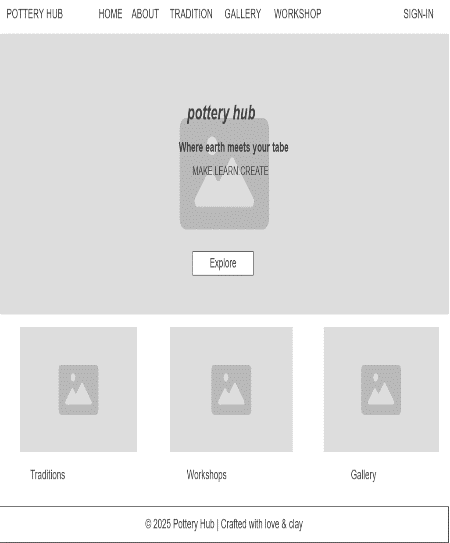 POTTERY HUB HOME ABOUT TRADITION GALLERY WORKSHOP SIGN-IN
pottery hub
Where earth meets your tabe
MAKE LEARN CREATE
Explore
Traditions Workshops Gallery
© 2025 Pottery Hub | Crafted with love & clay